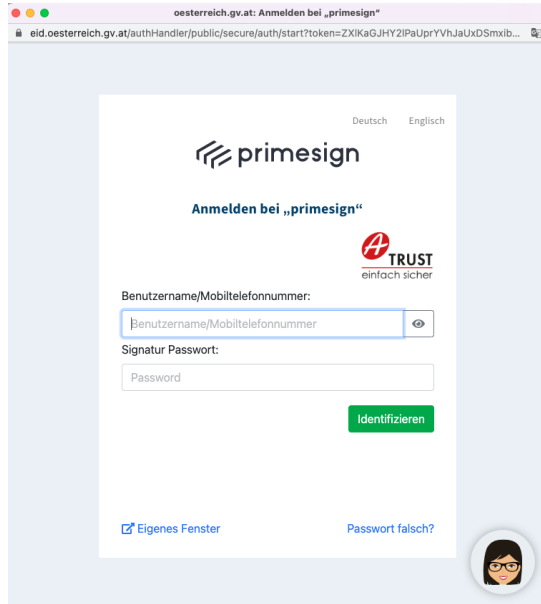 oesterreich.gv.at: Anmelden bei „primesign“
eid.oesterreich.gv.at/authHandler/public/secure/auth/start?token=ZXlKaGJHY2lPaUprYVhJaUxDSmxib...
Deutsch Englisch
primesign
Anmelden bei „primesign“
A TRUST
einfach sicher
Benutzername/Mobiltelefonnummer:
Benutzername/Mobiltelefonnummer
Signatur Passwort:
Password
Identifizieren
Eigenes Fenster Passwort falsch?